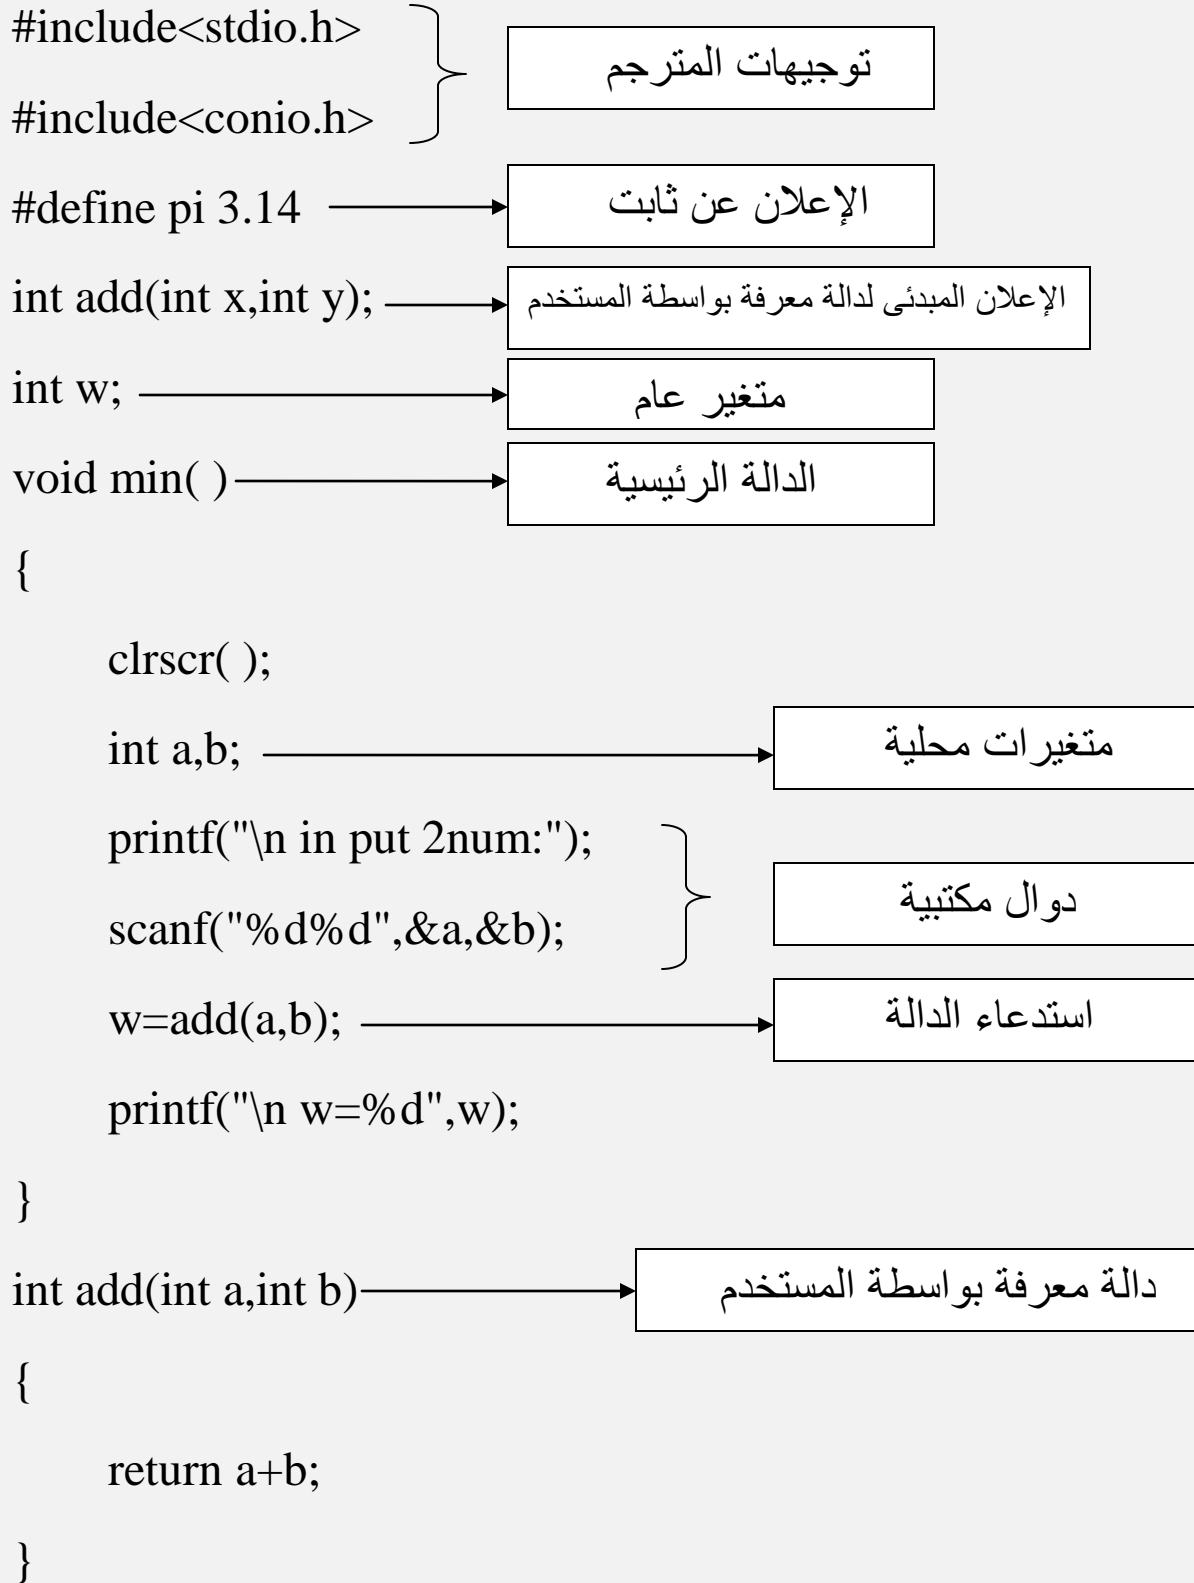 #include<stdio.h>
توجيهات المترجم
#include<conio.h>
#define pi 3.14 الإعلان عن ثابت
int add(int x,int y); الإعلان المبدئى لدالة معرفة بواسطة المستخدم
int w; متغير عام
void min( ) الدالة الرئيسية
{
clrscr( );
int a,b; متغيرات محلية
printf("\n in put 2num:");
دوال مكتبية
scanf("%d%d",&a,&b);
w=add(a,b); استدعاء الدالة
printf("\n w=%d",w);
}
int add(int a,int b) دالة معرفة بواسطة المستخدم
{
return a+b;
}